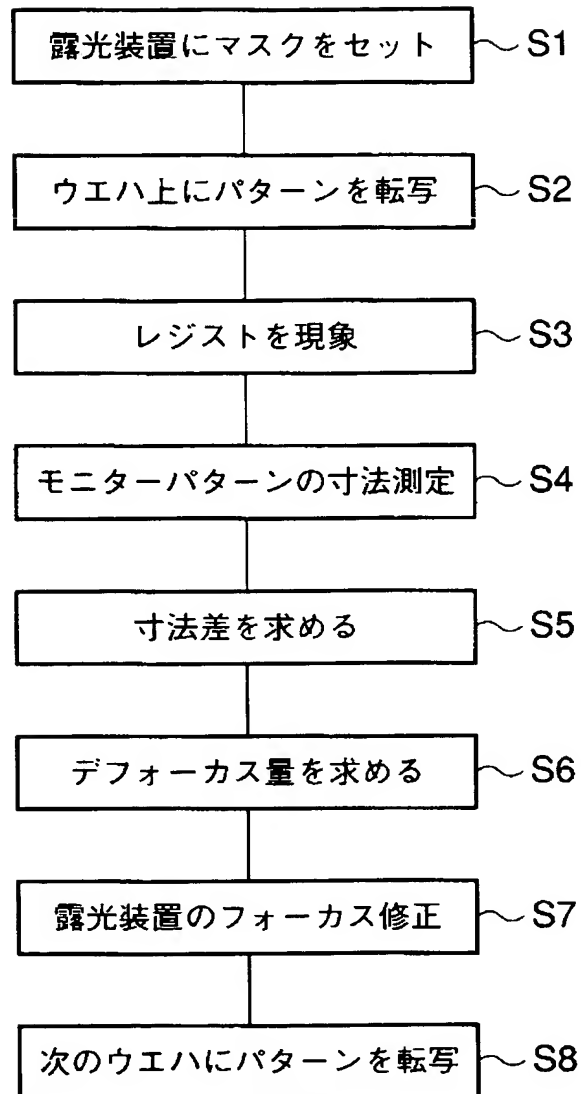 露光装置にマスクをセット S1
ウエハ上にパターンを転写 S2
レジストを現象 S3
モニターパターンの寸法測定 S4
寸法差を求める S5
デフォーカス量を求める S6
露光装置のフォーカス修正 S7
次のウエハにパターンを転写 S8